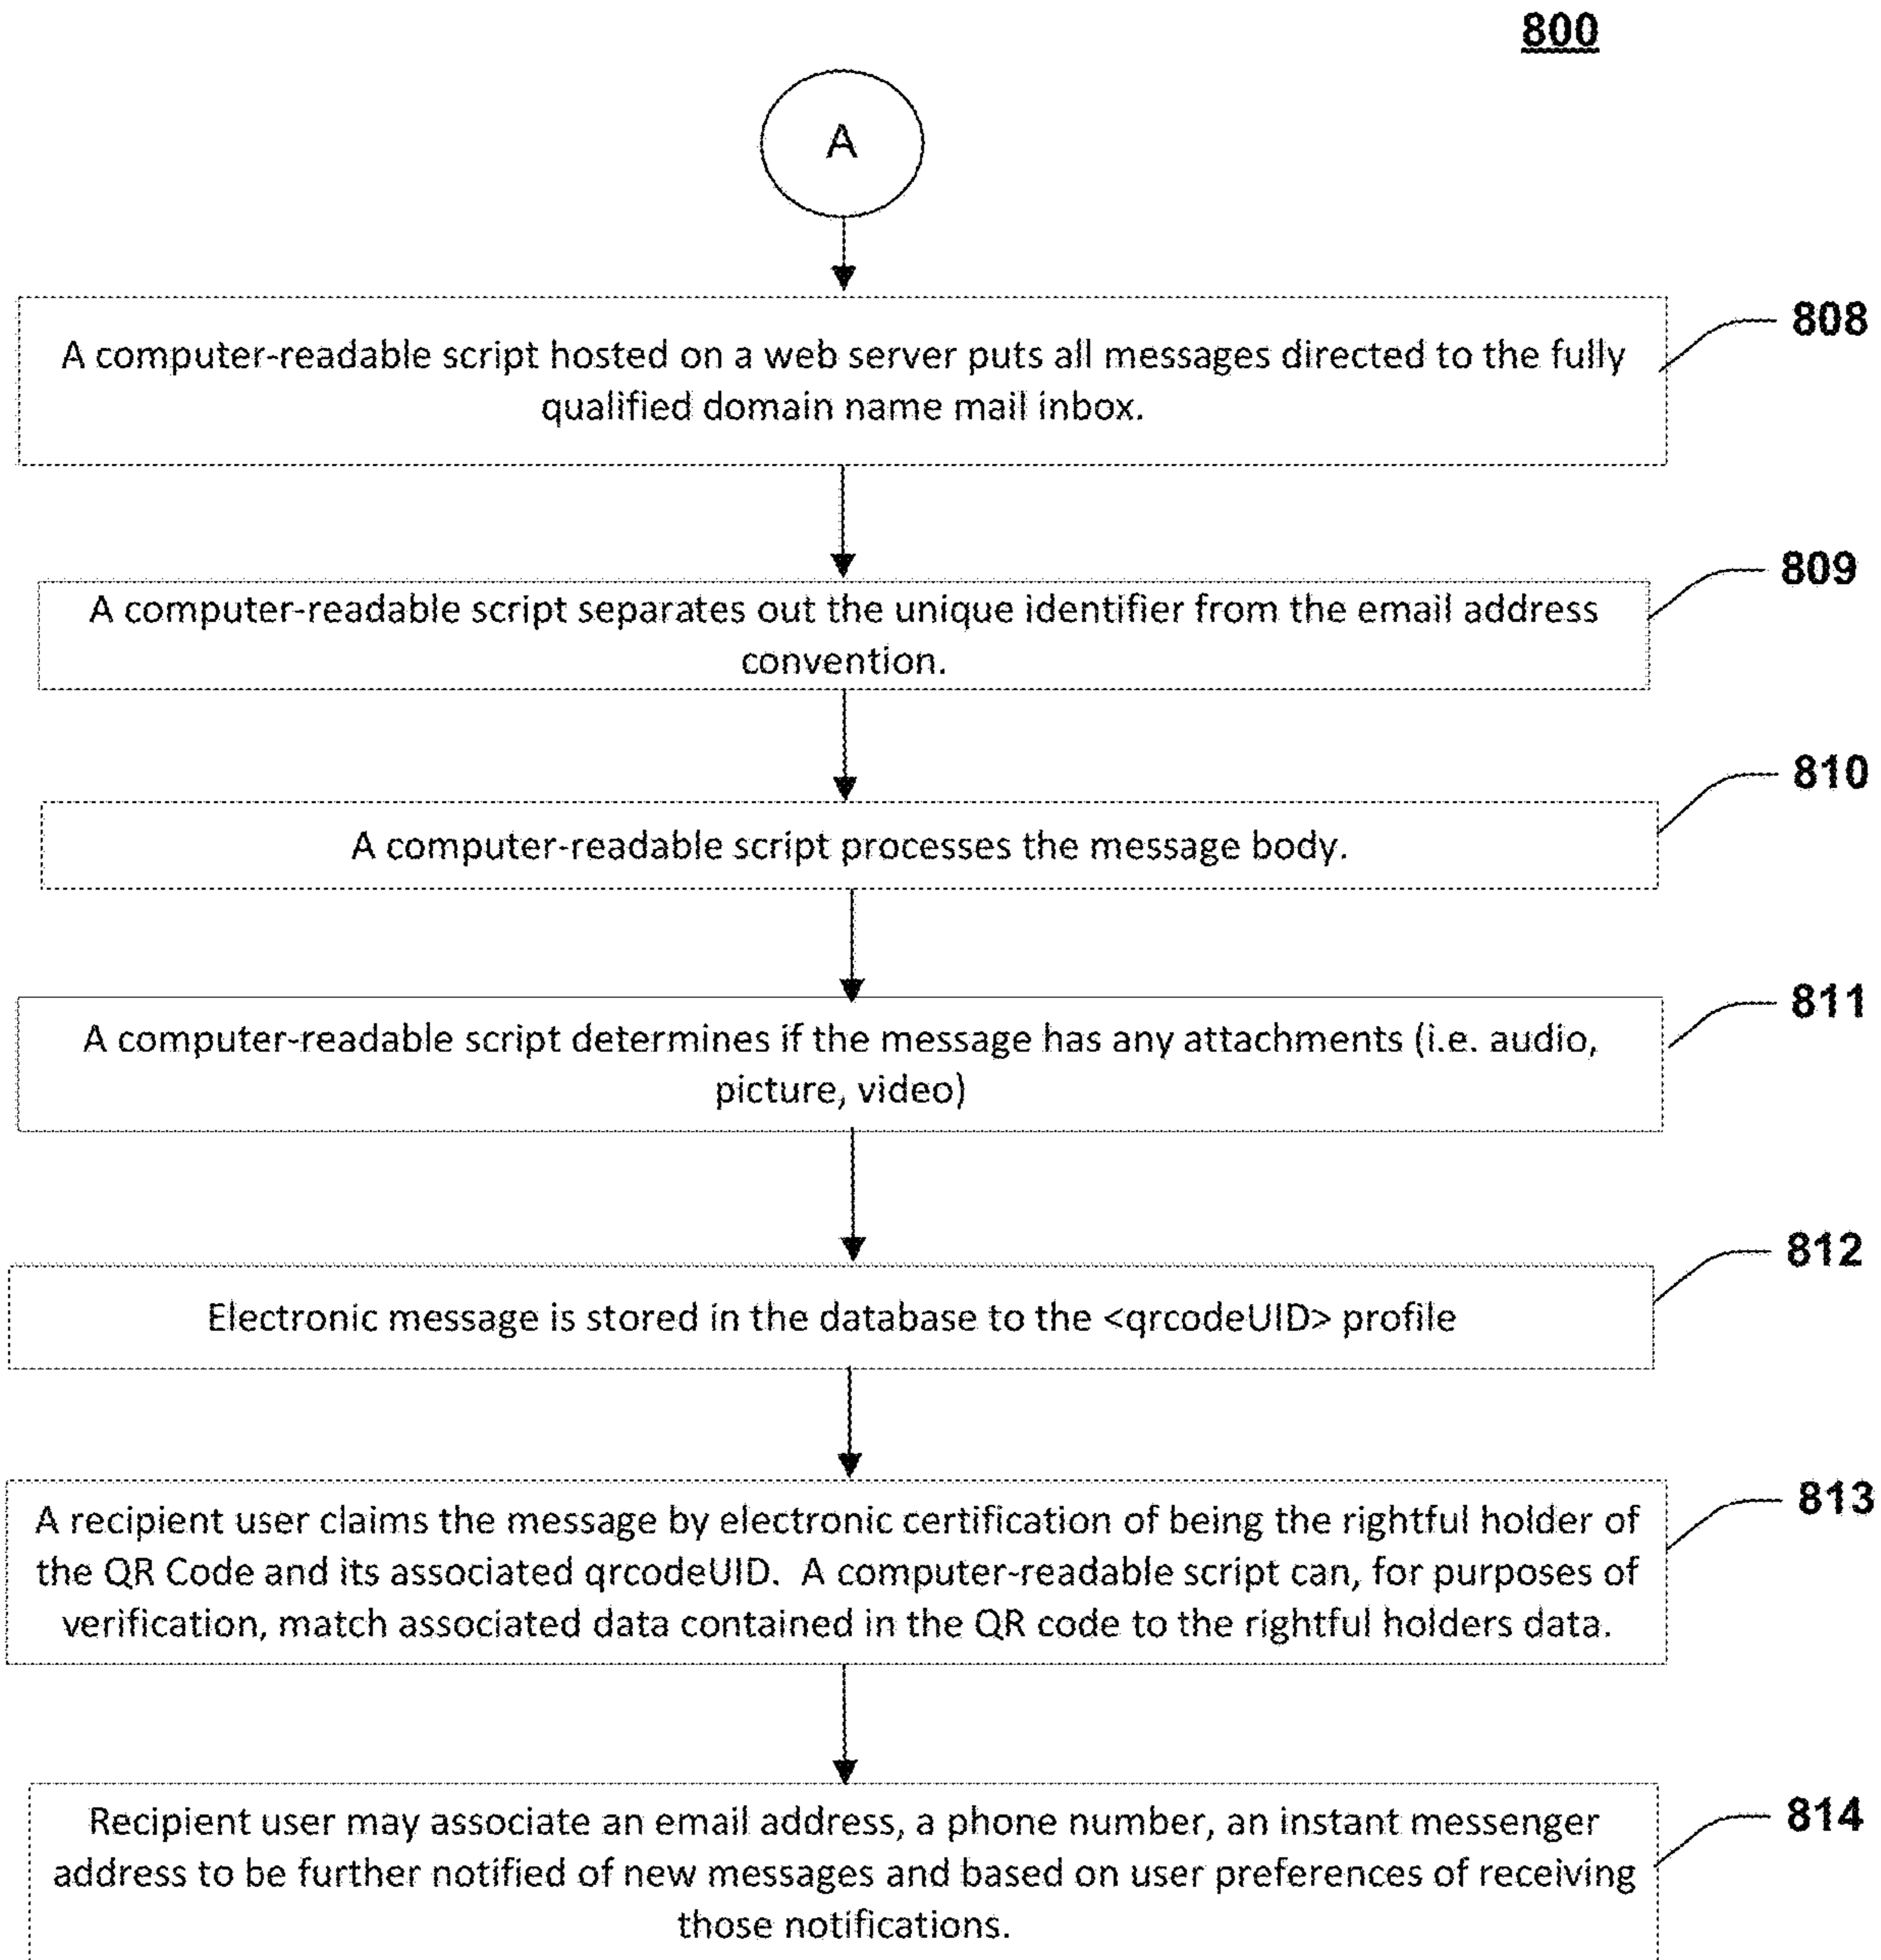 800
A
A computer-readable script hosted on a web server puts all messages directed to the fully
qualified domain name mail inbox.
808
A computer-readable script separates out the unique identifier from the email address
convention.
809
A computer-readable script processes the message body.
810
A computer-readable script determines if the message has any attachments (i.e. audio,
picture, video)
811
Electronic message is stored in the database to the <qrcodeUID> profile
812
A recipient user claims the message by electronic certification of being the rightful holder of
the QR Code and its associated qrcodeUID.  A computer-readable script can, for purposes of
verification, match associated data contained in the QR code to the rightful holders data.
813
Recipient user may associate an email address, a phone number, an instant messenger
address to be further notified of new messages and based on user preferences of receiving
those notifications.
814